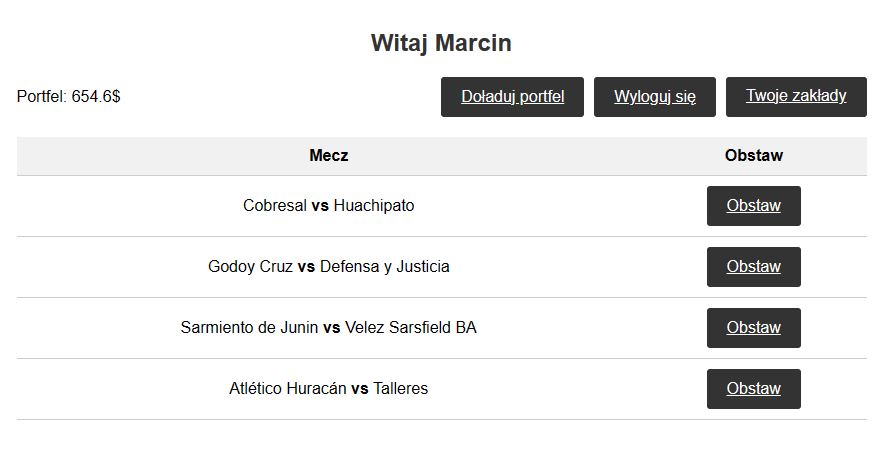 Witaj Marcin
Portfel: 654.6$ Doładuj portfel Wyloguj się Twoje zakłady
Mecz Obstaw
Cobresal vs Huachipato Obstaw
Godoy Cruz vs Defensa y Justicia Obstaw
Sarmiento de Junin vs Velez Sarsfield BA Obstaw
Atlético Huracán vs Talleres Obstaw